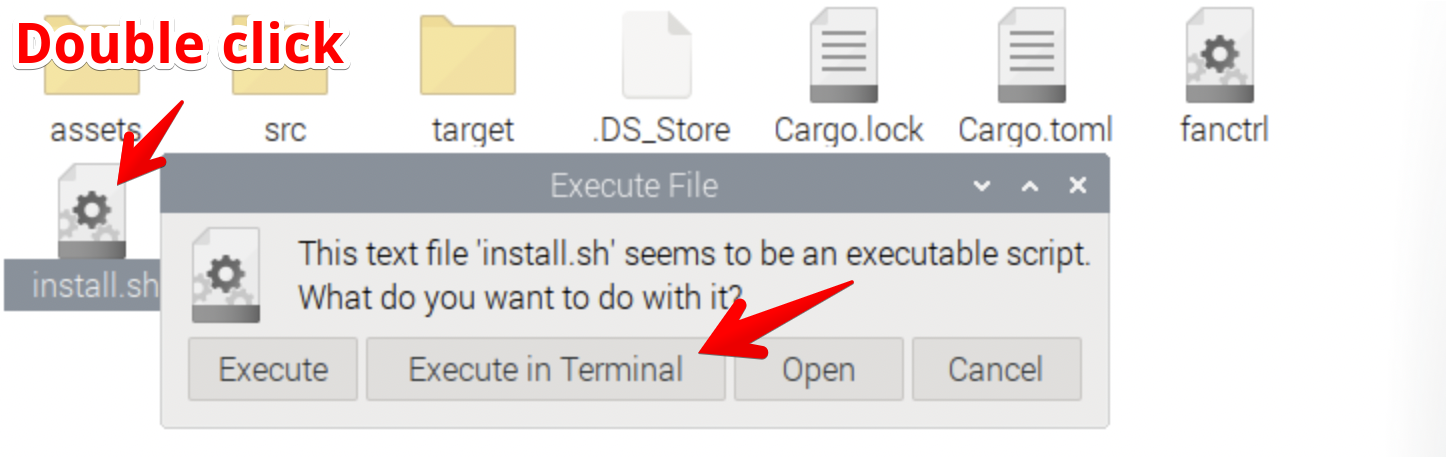 Double click
assets
src
target
.DS_Store
Cargo.lock
Cargo.toml
fanctrl
install.sh
Execute File
This text file 'install.sh' seems to be an executable script.
What do you want to do with it?
Execute
Execute in Terminal
Open
Cancel